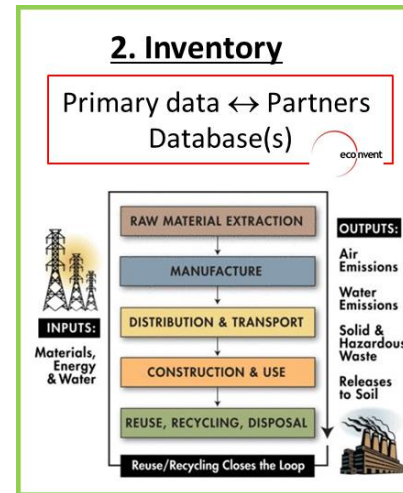 2. Inventory
Primary data ↔ Partners
Database(s)
ecoinvent
RAW MATERIAL EXTRACTION
MANUFACTURE
DISTRIBUTION & TRANSPORT
CONSTRUCTION & USE
REUSE, RECYCLING, DISPOSAL
Reuse/Recycling Closes the Loop
INPUTS:
Materials,
Energy
& Water
OUTPUTS:
Air
Emissions
Water
Emissions
Solid &
Hazardous
Waste
Releases
to Soil